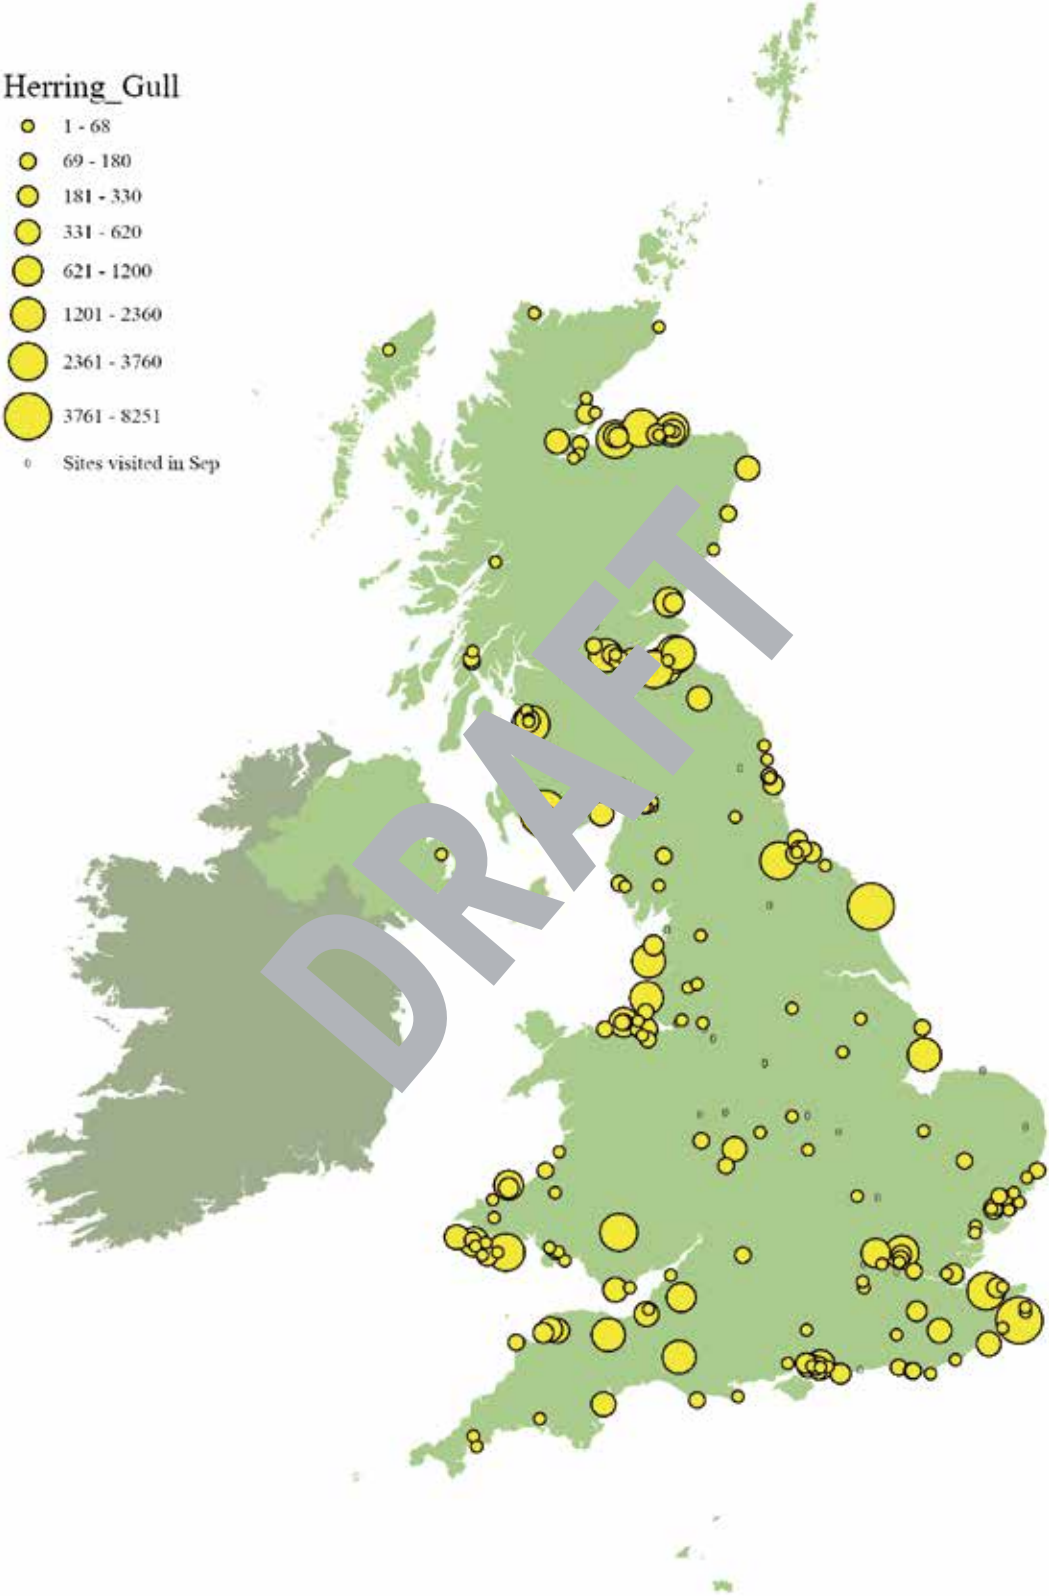 Herring_Gull
1 - 68
69 - 180
181 - 330
331 - 620
621 - 1200
1201 - 2360
2361 - 3760
3761 - 8251
0 Sites visited in Sep
DRAFT